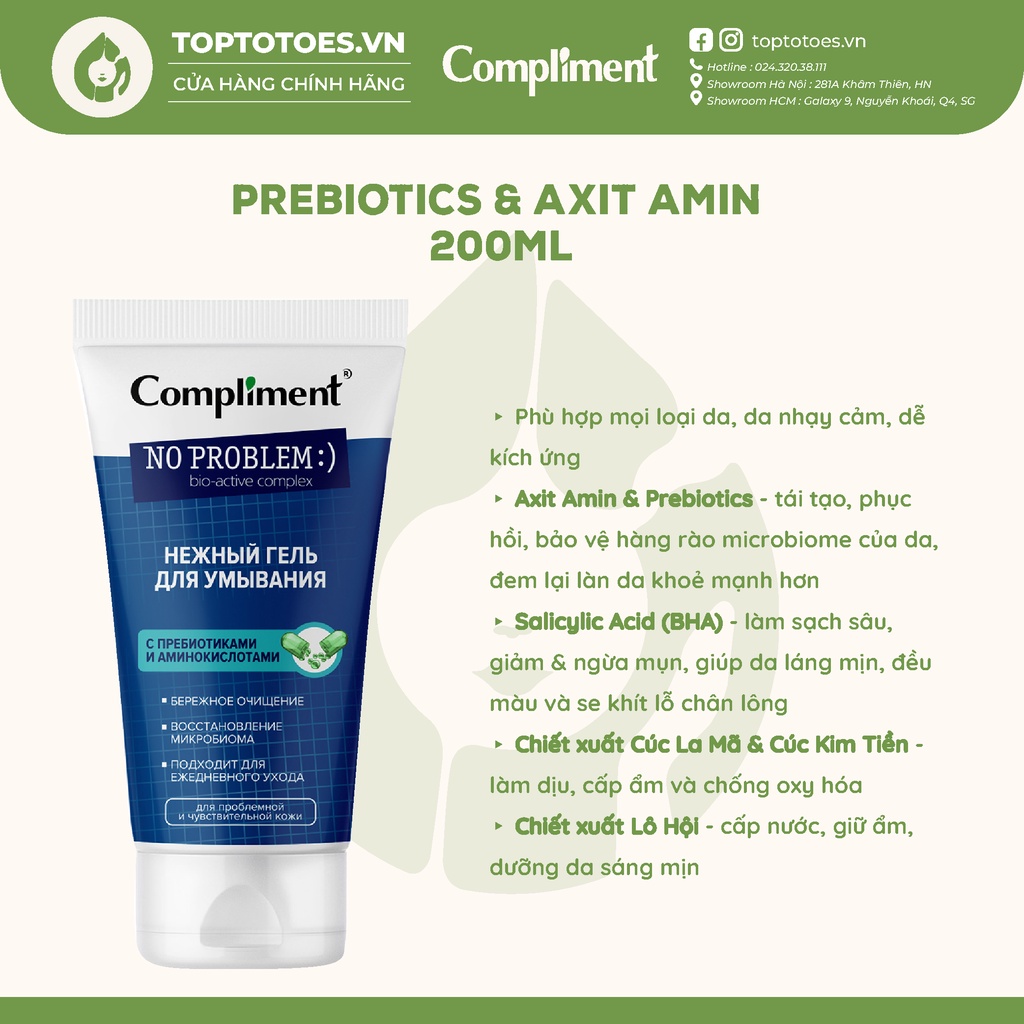 TOPTOTOES.VN
CỬA HÀNG CHÍNH HÃNG
Compliment
toptotoes.vn
Hotline : 024.320.38.111
Showroom Hà Nội : 281A Khâm Thiên, HN
Showroom HCM : Galaxy 9, Nguyễn Khoái, Q4, SG
PREBIOTICS & AXIT AMIN
200ML
Compliment®
NO PROBLEM:)
bio-active complex
НЕЖНЫЙ ГЕЛЬ
ДЛЯ УМЫВАНИЯ
С ПРЕБИОТИКАМИ
И АМИНОКИСЛОТАМИ
▪ БЕРЕЖНОЕ ОЧИЩЕНИЕ
▪ ВОССТАНОВЛЕНИЕ
МИКРОБИОМА
▪ ПОДХОДИТ ДЛЯ
ЕЖЕДНЕВНОГО УХОДА
для проблемной
и чувствительной кожи
‣ Phù hợp mọi loại da, da nhạy cảm, dễ
kích ứng
‣ Axit Amin & Prebiotics - tái tạo, phục
hồi, bảo vệ hàng rào microbiome của da,
đem lại làn da khoẻ mạnh hơn
‣ Salicylic Acid (BHA) - làm sạch sâu,
giảm & ngừa mụn, giúp da láng mịn, đều
màu và se khít lỗ chân lông
‣ Chiết xuất Cúc La Mã & Cúc Kim Tiền -
làm dịu, cấp ẩm và chống oxy hóa
‣ Chiết xuất Lô Hội - cấp nước, giữ ẩm,
dưỡng da sáng mịn